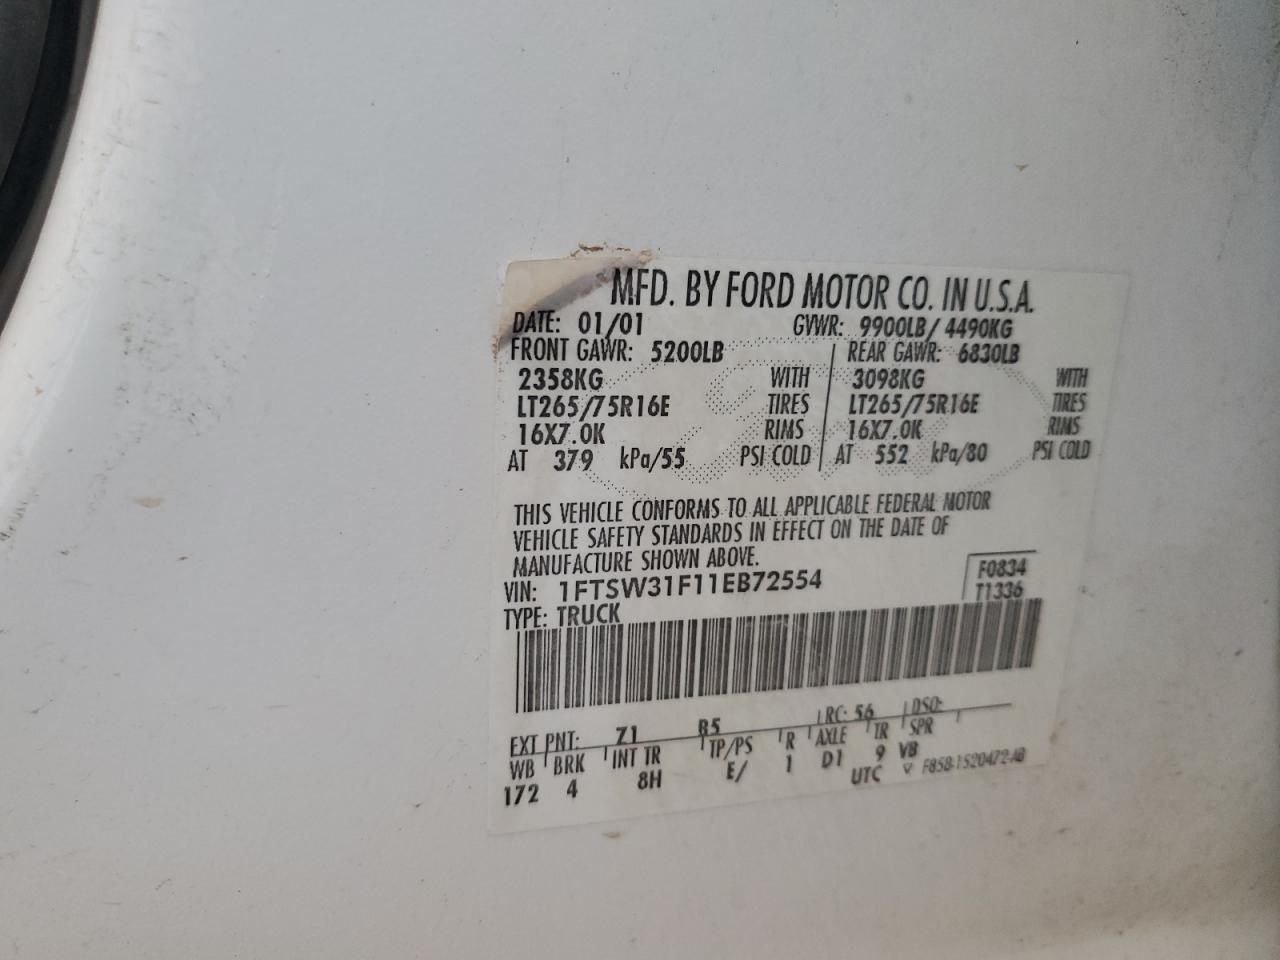 MFD. BY FORD MOTOR CO. IN U.S.A.
DATE: 01/01 GVWR: 9900LB/ 4490KG
FRONT GAWR: 5200LB REAR GAWR: 6830LB
2358KG WITH 3098KG WITH
LT265/75R16E TIRES LT265/75R16E TIRES
16X7.0K RIMS 16X7.0K RIMS
AT 379 kPa/55 PSI COLD AT 552 kPa/80 PSI COLD
THIS VEHICLE CONFORMS TO ALL APPLICABLE FEDERAL MOTOR
VEHICLE SAFETY STANDARDS IN EFFECT ON THE DATE OF
MANUFACTURE SHOWN ABOVE.
VIN: 1FTSW31F11EB72554 F0834
TYPE: TRUCK T1336
EXT PNT: Z1 B5 RC: 56 DSO:
WB BRK INT TR TP/PS R AXLE TR SPR
172 4 8H E/ 1 D1 9 VB
UTC F85B-1520472-AB